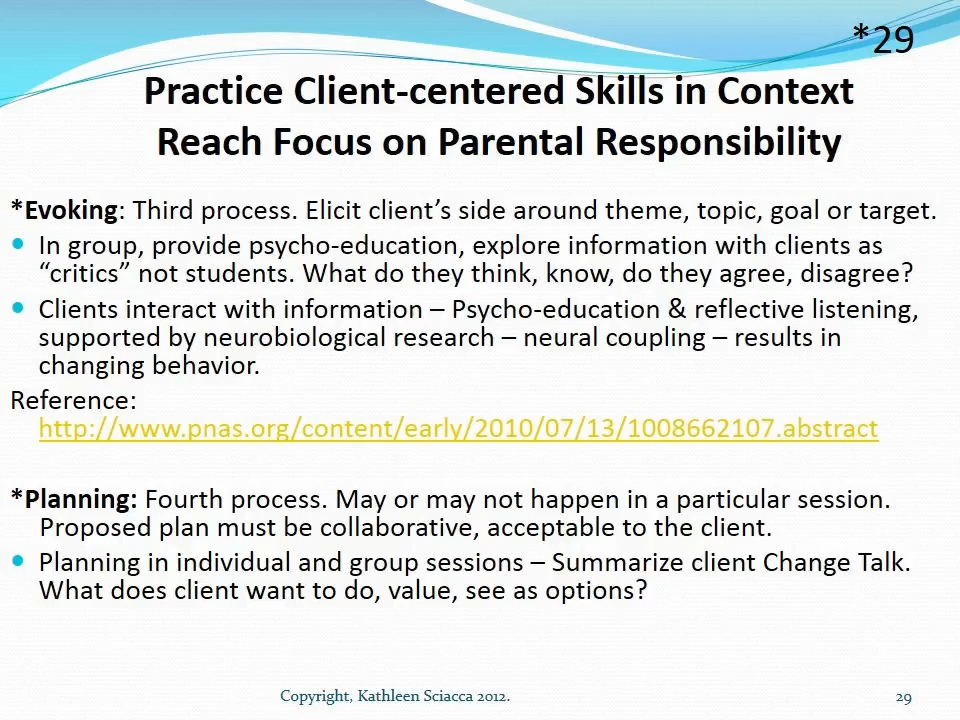 *29
Practice Client-centered Skills in Context
Reach Focus on Parental Responsibility
*Evoking: Third process. Elicit client’s side around theme, topic, goal or target.
• In group, provide psycho-education, explore information with clients as
“critics” not students. What do they think, know, do they agree, disagree?
• Clients interact with information – Psycho-education & reflective listening,
supported by neurobiological research – neural coupling – results in
changing behavior.
Reference:
http://www.pnas.org/content/early/2010/07/13/1008662107.abstract
*Planning: Fourth process. May or may not happen in a particular session.
Proposed plan must be collaborative, acceptable to the client.
• Planning in individual and group sessions – Summarize client Change Talk.
What does client want to do, value, see as options?
Copyright, Kathleen Sciacca 2012.
29